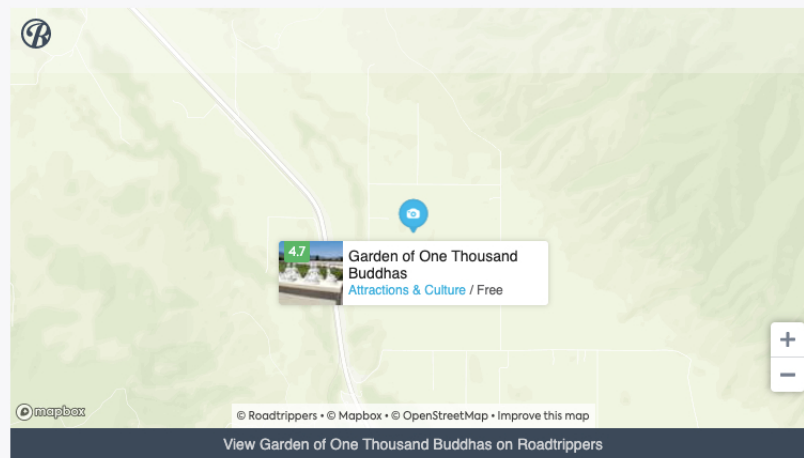 4.7
Garden of One Thousand
Buddhas
Attractions & Culture / Free
mapbox
© Roadtrippers • © Mapbox • © OpenStreetMap • Improve this map
View Garden of One Thousand Buddhas on Roadtrippers